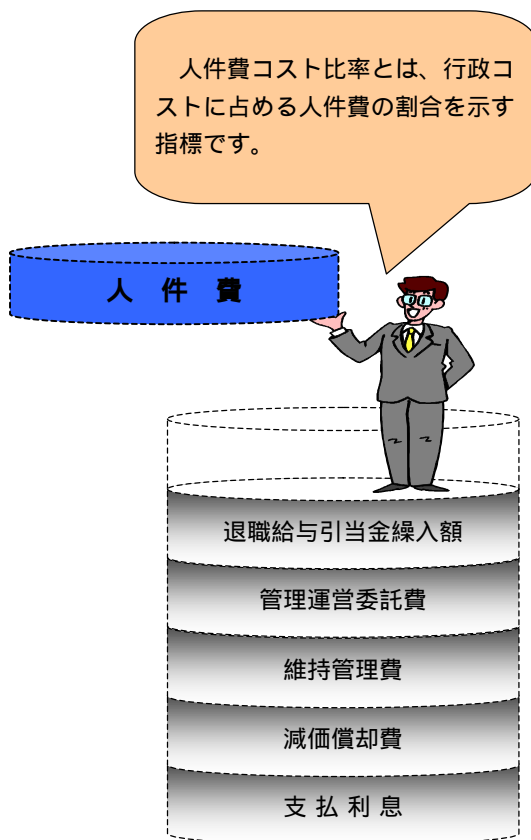 人件費コスト比率とは、行政コ
ストに占める人件費の割合を示す
指標です。
人 件 費
退職給与引当金繰入額
管理運営委託費
維持管理費
減価償却費
支 払 利 息